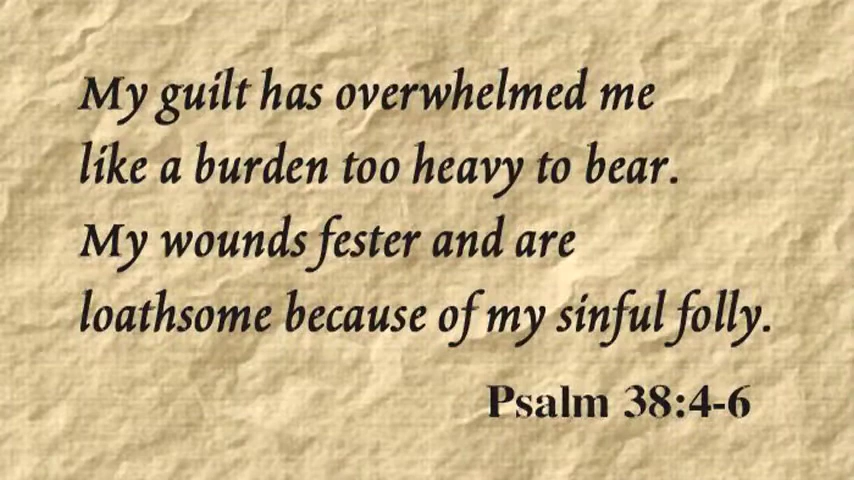 My guilt has overwhelmed me
like a burden too heavy to bear.
My wounds fester and are
loathsome because of my sinful folly.
Psalm 38:4-6